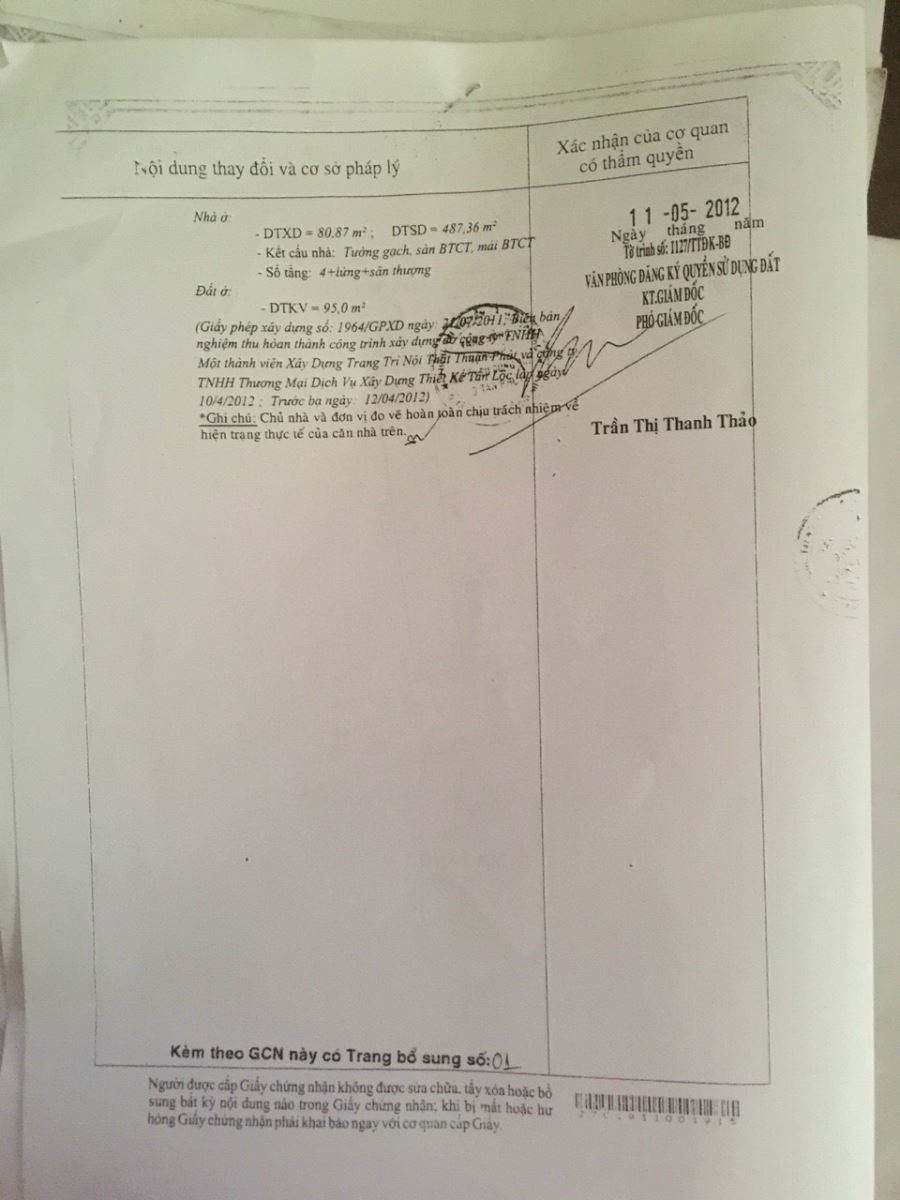 Nội dung thay đổi và cơ sở pháp lý
Xác nhận của cơ quan
có thẩm quyền
Nhà ở:
- DTXD = 80,87 m² ; DTSD = 487,36 m²
- Kết cấu nhà: Tường gạch, sàn BTCT, mái BTCT
- Số tầng: 4+lửng+sân thượng
Đất ở:
- DTKV = 95,0 m²
(Giấy phép xây dựng số: 1964/GPXD ngày: 21/07/2011, Biên bản
nghiệm thu hoàn thành công trình xây dựng do công ty TNHH
Một thành viên Xây Dựng Trang Trí Nội Thất Thuận Phát và công ty
TNHH Thương Mại Dịch Vụ Xây Dựng Thiết Kế Tân Lộc lập ngày
10/4/2012 ; Trước bạ ngày: 12/04/2012)
*Ghi chú: Chủ nhà và đơn vị đo vẽ hoàn toàn chịu trách nhiệm về
hiện trạng thực tế của căn nhà trên.
11 -05- 2012
Ngày tháng năm
Tờ trình số: 1127/TTĐK-BĐ
VĂN PHÒNG ĐĂNG KÝ QUYỀN SỬ DỤNG ĐẤT
KT.GIÁM ĐỐC
PHÓ GIÁM ĐỐC
Trần Thị Thanh Thảo
Kèm theo GCN này có Trang bổ sung số: 01
Người được cấp Giấy chứng nhận không được sửa chữa, tẩy xóa hoặc bổ
sung bất kỳ nội dung nào trong Giấy chứng nhận; khi bị mất hoặc hư
hỏng Giấy chứng nhận phải khai báo ngay với cơ quan cấp Giấy.